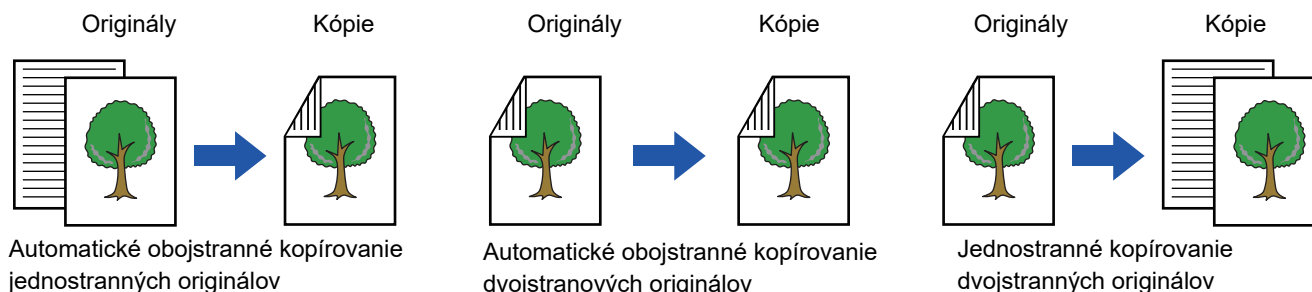 Originály Kópie Originály Kópie Originály Kópie
Automatické obojstranné kopírovanie
jednostranných originálov
Automatické obojstranné kopírovanie
dvojstranových originálov
Jednostranné kopírovanie
dvojstranných originálov